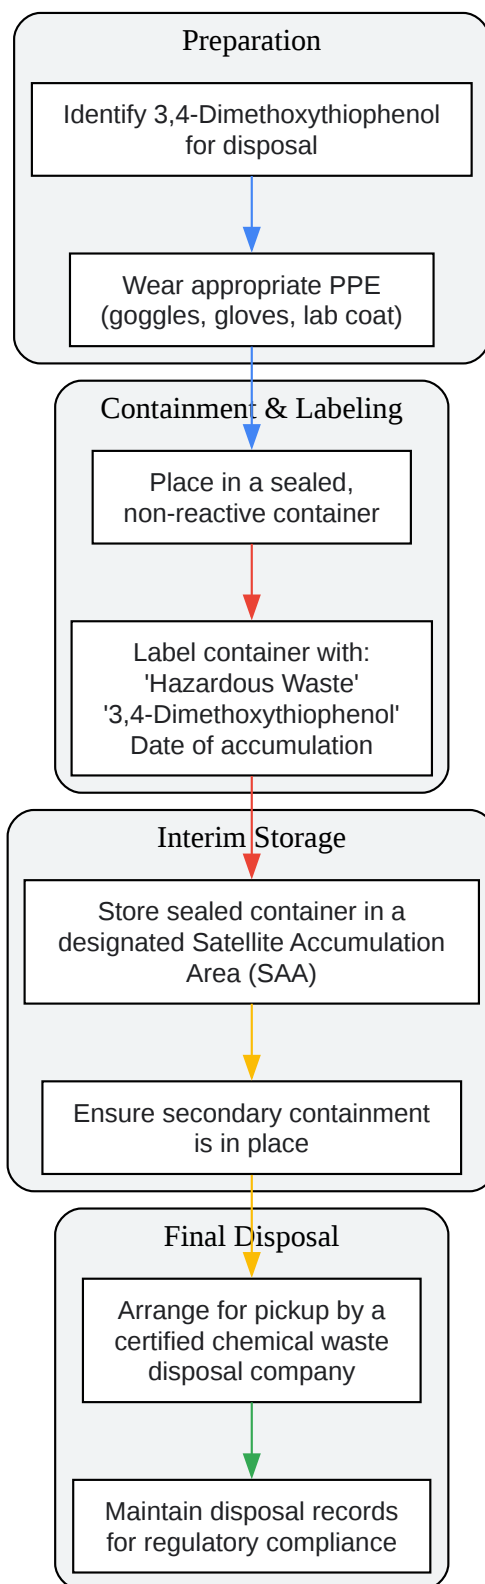 Preparation
Identify 3,4-Dimethoxythiophenol
for disposal
Wear appropriate PPE
(goggles, gloves, lab coat)
Containment & Labeling
Place in a sealed,
non-reactive container
Label container with:
'Hazardous Waste'
'3,4-Dimethoxythiophenol'
Date of accumulation
Interim Storage
Store sealed container in a
designated Satellite Accumulation
Area (SAA)
Ensure secondary containment
is in place
Final Disposal
Arrange for pickup by a
certified chemical waste
disposal company
Maintain disposal records
for regulatory compliance